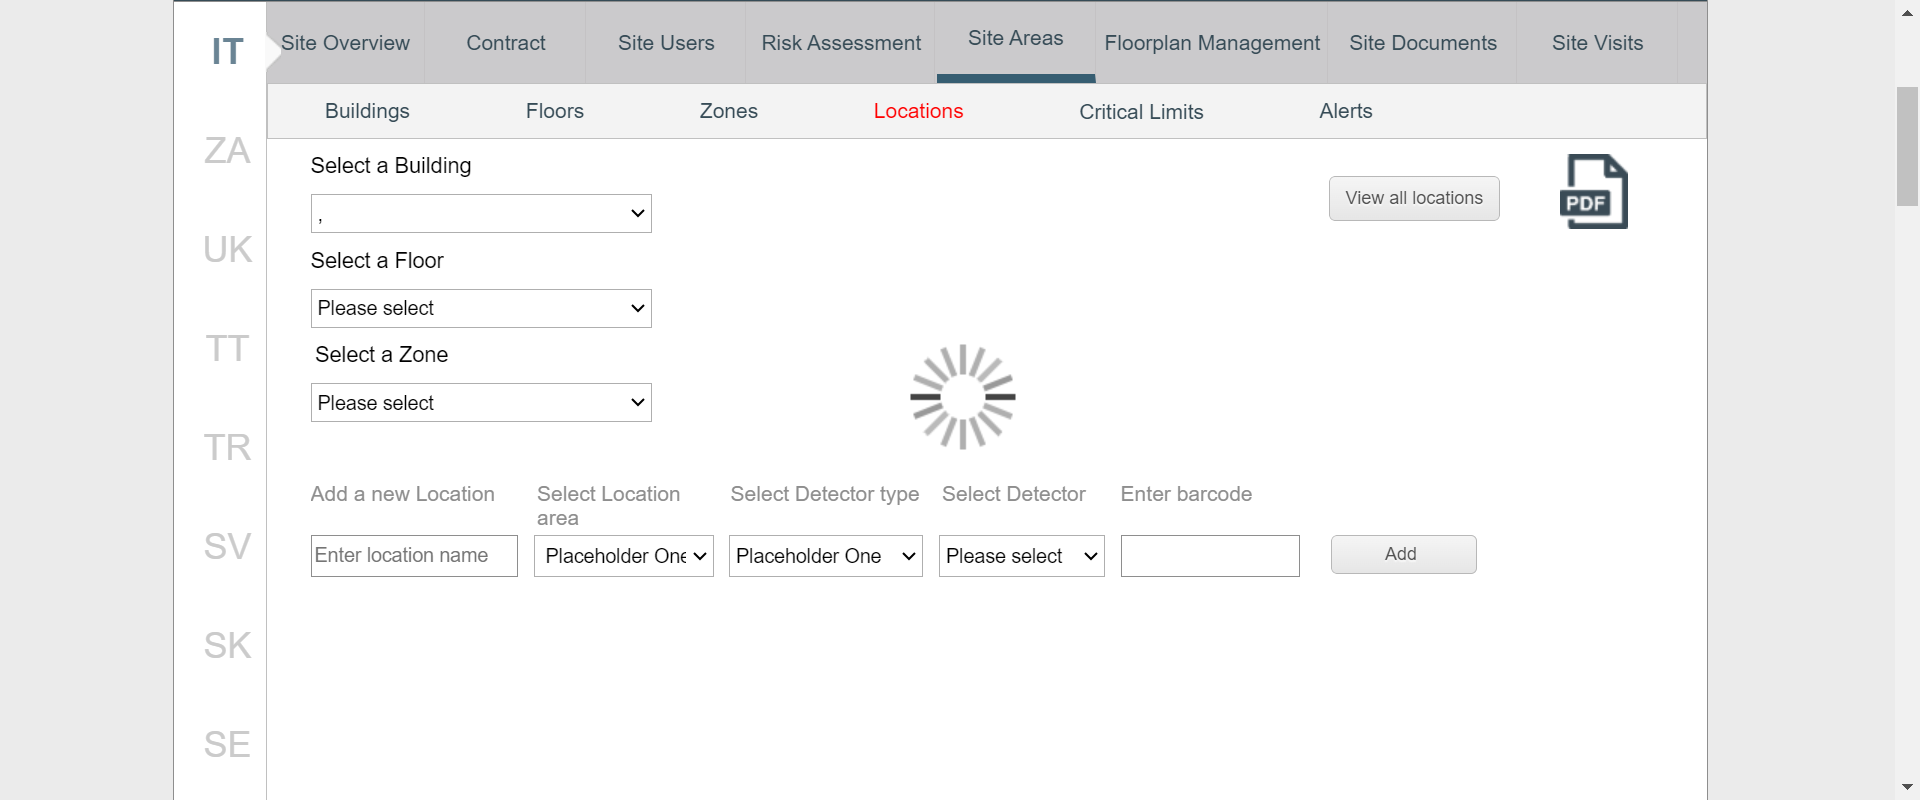 IT
Site Overview
Contract
Site Users
Risk Assessment
Site Areas
Floorplan Management
Site Documents
Site Visits
Buildings
Floors
Zones
Locations
Critical Limits
Alerts
ZA
UK
TT
TR
SV
SK
SE
Select a Building
,
View all locations
PDF
Select a Floor
Please select
Select a Zone
Please select
Add a new Location
Select Location
area
Select Detector type
Select Detector
Enter barcode
Enter location name
Placeholder One
Placeholder One
Please select
Add